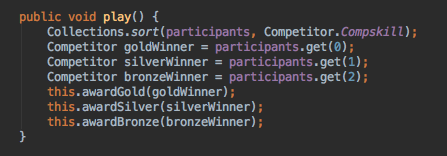 public void play() {
    Collections.sort(participants, Competitor.Compskill);
    Competitor goldWinner = participants.get(0);
    Competitor silverWinner = participants.get(1);
    Competitor bronzeWinner = participants.get(2);
    this.awardGold(goldWinner);
    this.awardSilver(silverWinner);
    this.awardBronze(bronzeWinner);
}